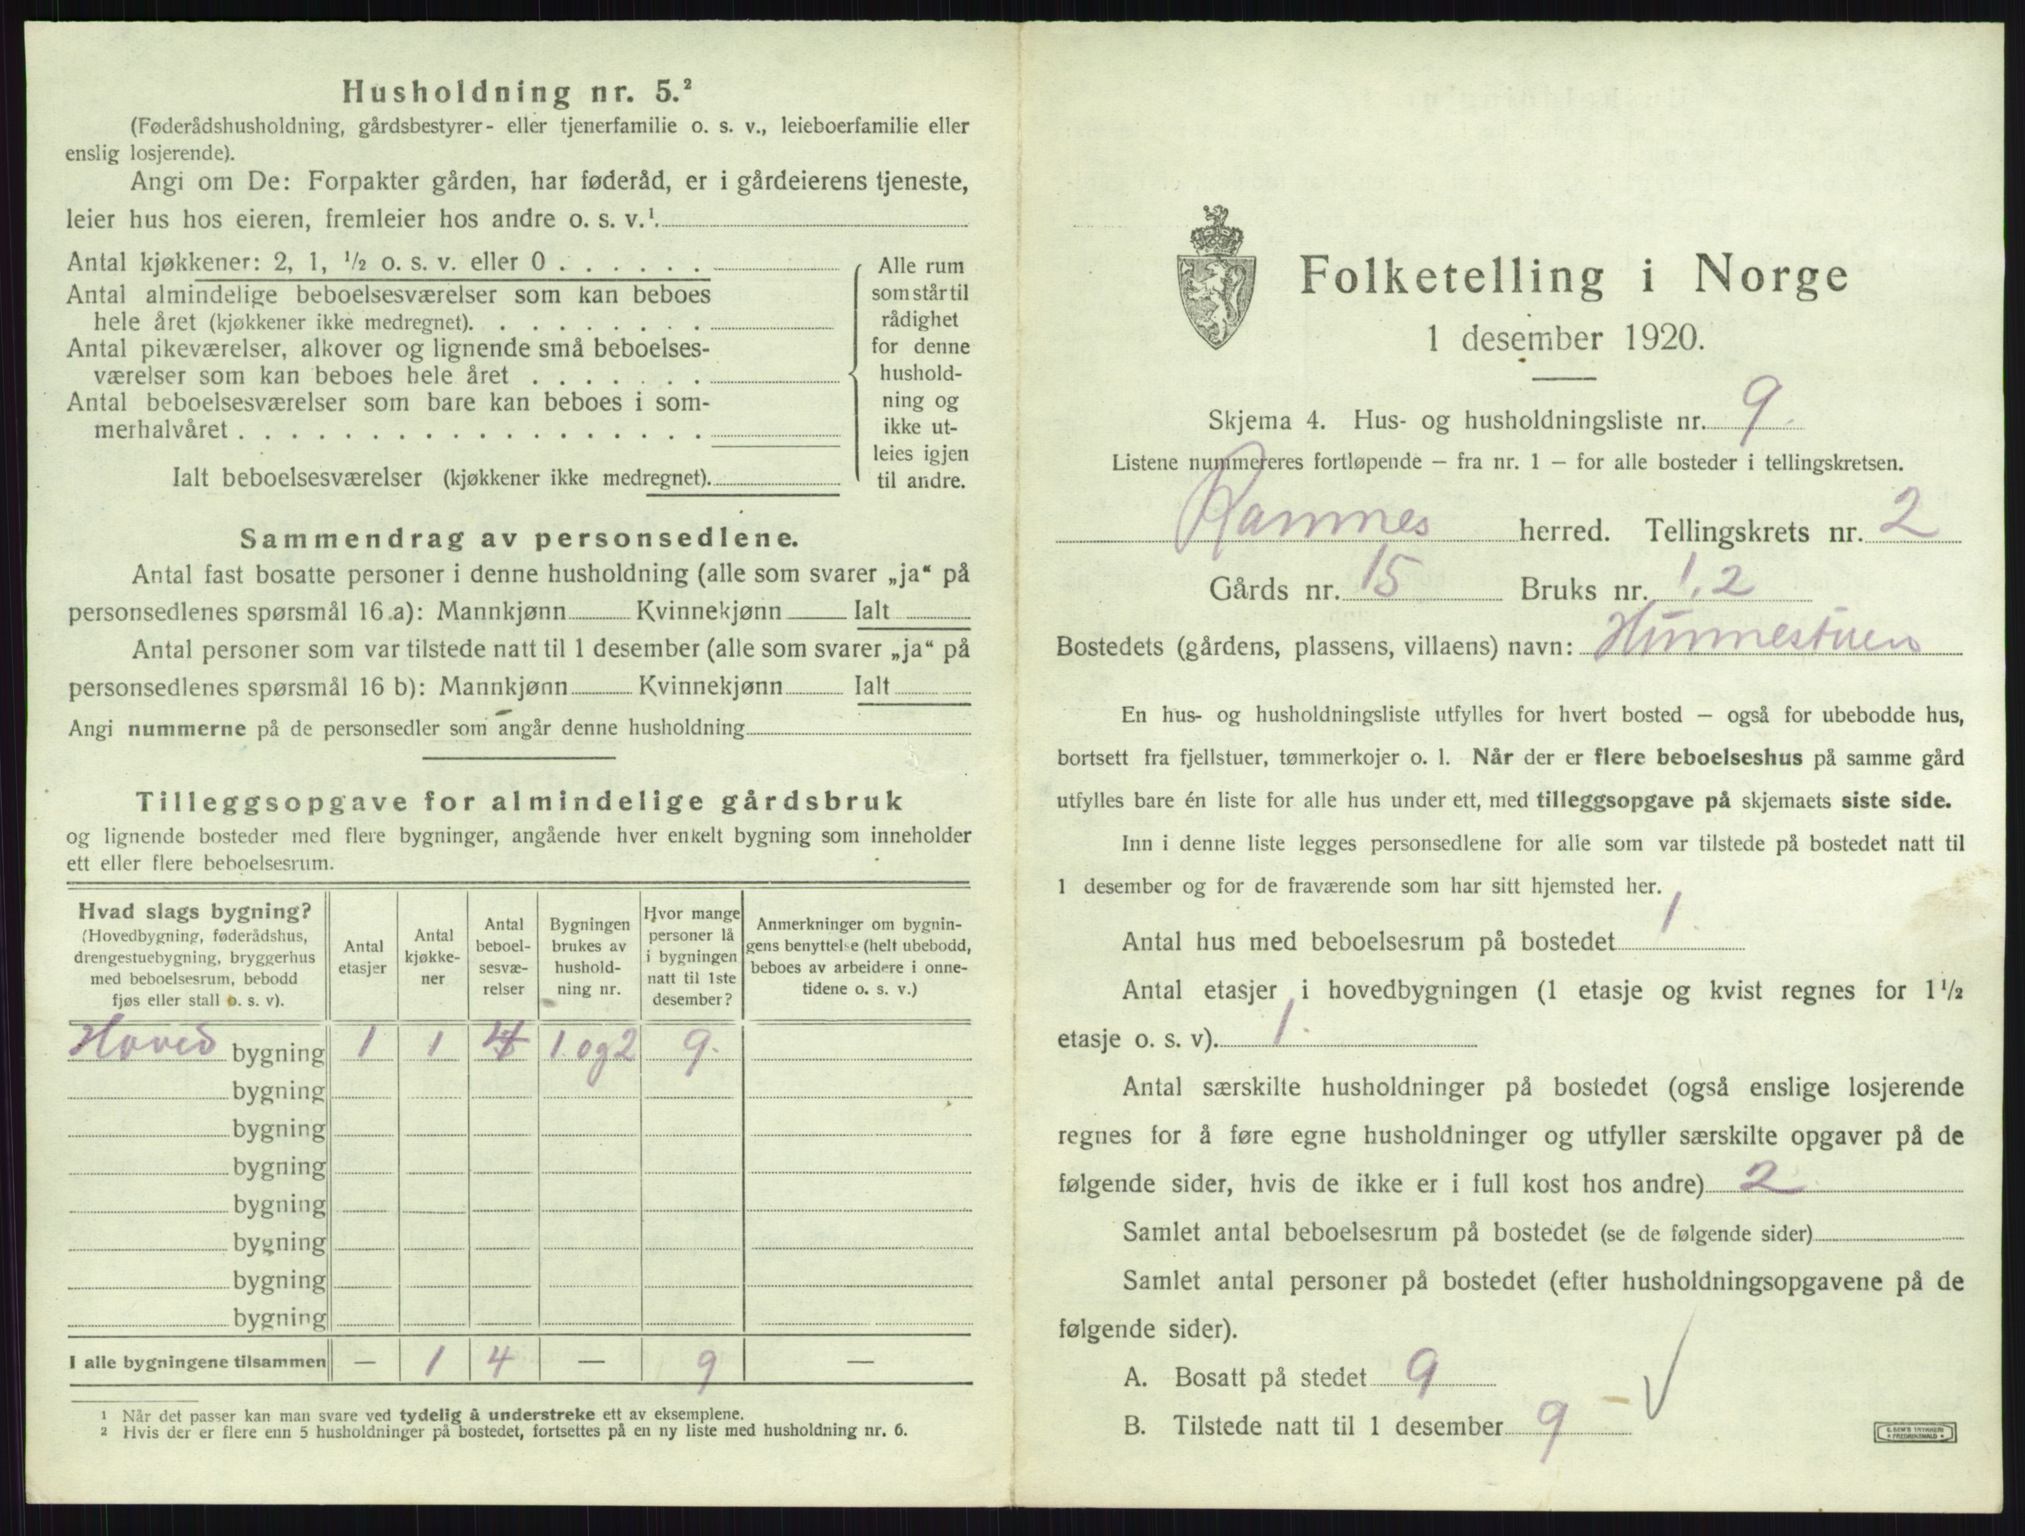 Husholdning nr. 5.²
(Føderådshusholdning, gårdsbestyrer- eller tjenerfamilie o. s. v., leieboerfamilie eller
enslig losjerende).
Angi om De: Forpakter gården, har føderåd, er i gårdeierens tjeneste,
leier hus hos eieren, fremleier hos andre o. s. v.¹.
Antal kjøkkener: 2, 1, ½ o. s. v. eller 0 . . . . . .
Antal almindelige beboelsesværelser som kan beboes
hele året (kjøkkener ikke medregnet). . . . . . . . .
Antal pikeværelser, alkover og lignende små beboelses-
værelser som kan beboes hele året . . . . . . .
Antal beboelsesværelser som bare kan beboes i som-
merhalvåret . . . . . . . . . . . . . . . . . .
Ialt beboelsesværelser (kjøkkener ikke medregnet).
Alle rum
som står til
rådighet
for denne
hushold-
ning og
ikke ut-
leies igjen
til andre.
Sammendrag av personsedlene.
Antal fast bosatte personer i denne husholdning (alle som svarer „ja“ på
personsedlenes spørsmål 16 a): Mannkjønn Kvinnekjønn Ialt
Antal personer som var tilstede natt til 1 desember (alle som svarer „ja“ på
personsedlenes spørsmål 16 b): Mannkjønn Kvinnekjønn Ialt
Angi nummerne på de personsedler som angår denne husholdning
Tilleggsopgave for almindelige gårdsbruk
og lignende bosteder med flere bygninger, angående hver enkelt bygning som inneholder
ett eller flere beboelsesrum.
Hvad slags bygning?
(Hovedbygning, føderådshus,
drengestuebygning, bryggerhus
med beboelsesrum, bebodd
fjøs eller stall o. s. v).
Antal
etasjer
Antal
kjøkke-
ner
Antal
beboel-
sesvæ-
relser
Bygningen
brukes av
hushold-
ning nr.
Hvor mange
personer lå
i bygningen
natt til 1ste
desember?
Anmerkninger om bygnin-
gens benyttelse (helt ubebodd,
beboes av arbeidere i onne-
tidene o. s. v.)
Hoved bygning 1 1 4 1 og 2 9.
bygning
bygning
bygning
bygning
bygning
bygning
bygning
I alle bygningene tilsammen — 1 4 — 9 —
¹ Når det passer kan man svare ved tydelig å understreke ett av eksemplene.
² Hvis der er flere enn 5 husholdninger på bostedet, fortsettes på en ny liste med husholdning nr. 6.
Folketelling i Norge
1 desember 1920.
Skjema 4. Hus- og husholdningsliste nr. 9.
Listene nummereres fortløpende – fra nr. 1 – for alle bosteder i tellingskretsen.
Ramnes herred. Tellingskrets nr. 2
Gårds nr. 15 Bruks nr. 1, 2
Bostedets (gårdens, plassens, villaens) navn: Hunnestuen
En hus- og husholdningsliste utfylles for hvert bosted – også for ubebodde hus,
bortsett fra fjellstuer, tømmerkojer o. l. Når der er flere beboelseshus på samme gård
utfylles bare én liste for alle hus under ett, med tilleggsopgave på skjemaets siste side.
Inn i denne liste legges personsedlene for alle som var tilstede på bostedet natt til
1 desember og for de fraværende som har sitt hjemsted her.
Antal hus med beboelsesrum på bostedet 1.
Antal etasjer i hovedbygningen (1 etasje og kvist regnes for 1½
etasje o. s. v). 1.
Antal særskilte husholdninger på bostedet (også enslige losjerende
regnes for å føre egne husholdninger og utfyller særskilte opgaver på de
følgende sider, hvis de ikke er i full kost hos andre) 2
Samlet antal beboelsesrum på bostedet (se de følgende sider)
Samlet antal personer på bostedet (efter husholdningsopgavene på de
følgende sider).
A. Bosatt på stedet 9
B. Tilstede natt til 1 desember 9